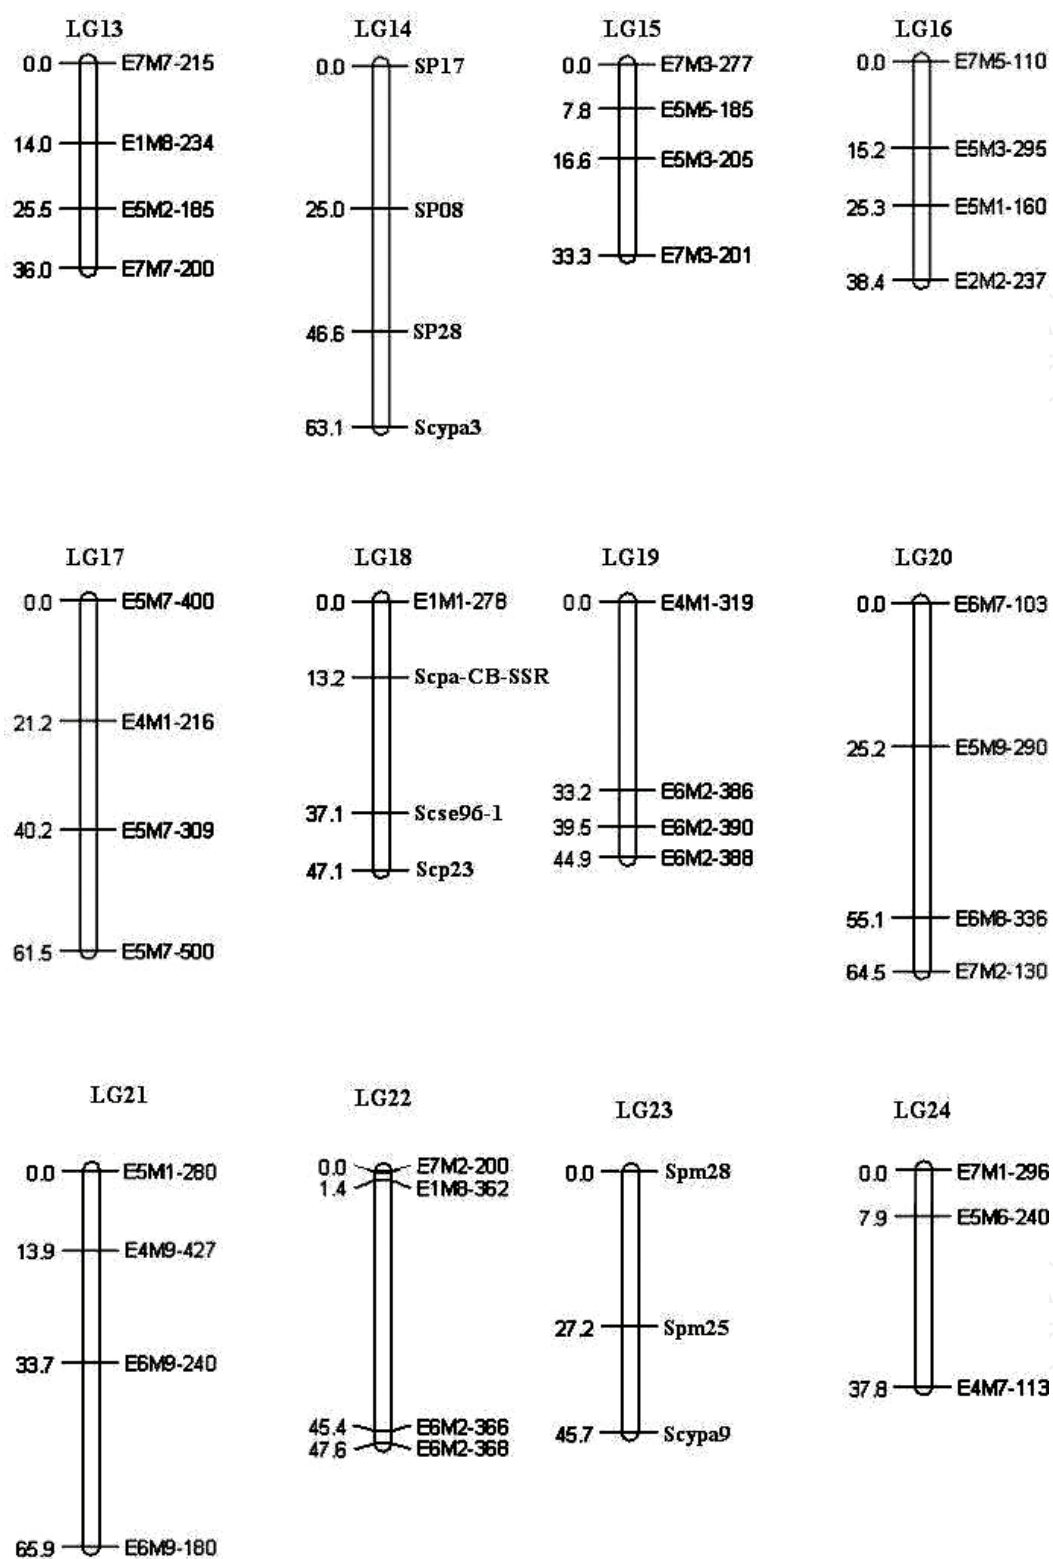 LG13
0.0 E7M7-215
14.0 E1M8-234
25.5 E5M2-185
36.0 E7M7-200
LG14
0.0 SP17
25.0 SP08
46.6 SP28
63.1 Scypa3
LG15
0.0 E7M3-277
7.8 E5M5-185
16.6 E5M3-205
33.3 E7M3-201
LG16
0.0 E7M5-110
15.2 E5M3-295
25.3 E5M1-160
38.4 E2M2-237
LG17
0.0 E5M7-400
21.2 E4M1-216
40.2 E5M7-309
61.5 E5M7-500
LG18
0.0 E1M1-278
13.2 Scpa-CB-SSR
37.1 Scse96-1
47.1 Scp23
LG19
0.0 E4M1-319
33.2 E6M2-386
39.5 E6M2-390
44.9 E6M2-388
LG20
0.0 E6M7-103
25.2 E5M9-290
55.1 E6M8-336
64.5 E7M2-130
LG21
0.0 E5M1-280
13.9 E4M9-427
33.7 E6M9-240
65.9 E6M9-180
LG22
0.0 E7M2-200
1.4 E1M8-362
45.4 E6M2-366
47.6 E6M2-368
LG23
0.0 Spm28
27.2 Spm25
45.7 Scypa9
LG24
0.0 E7M1-296
7.9 E5M6-240
37.8 E4M7-113